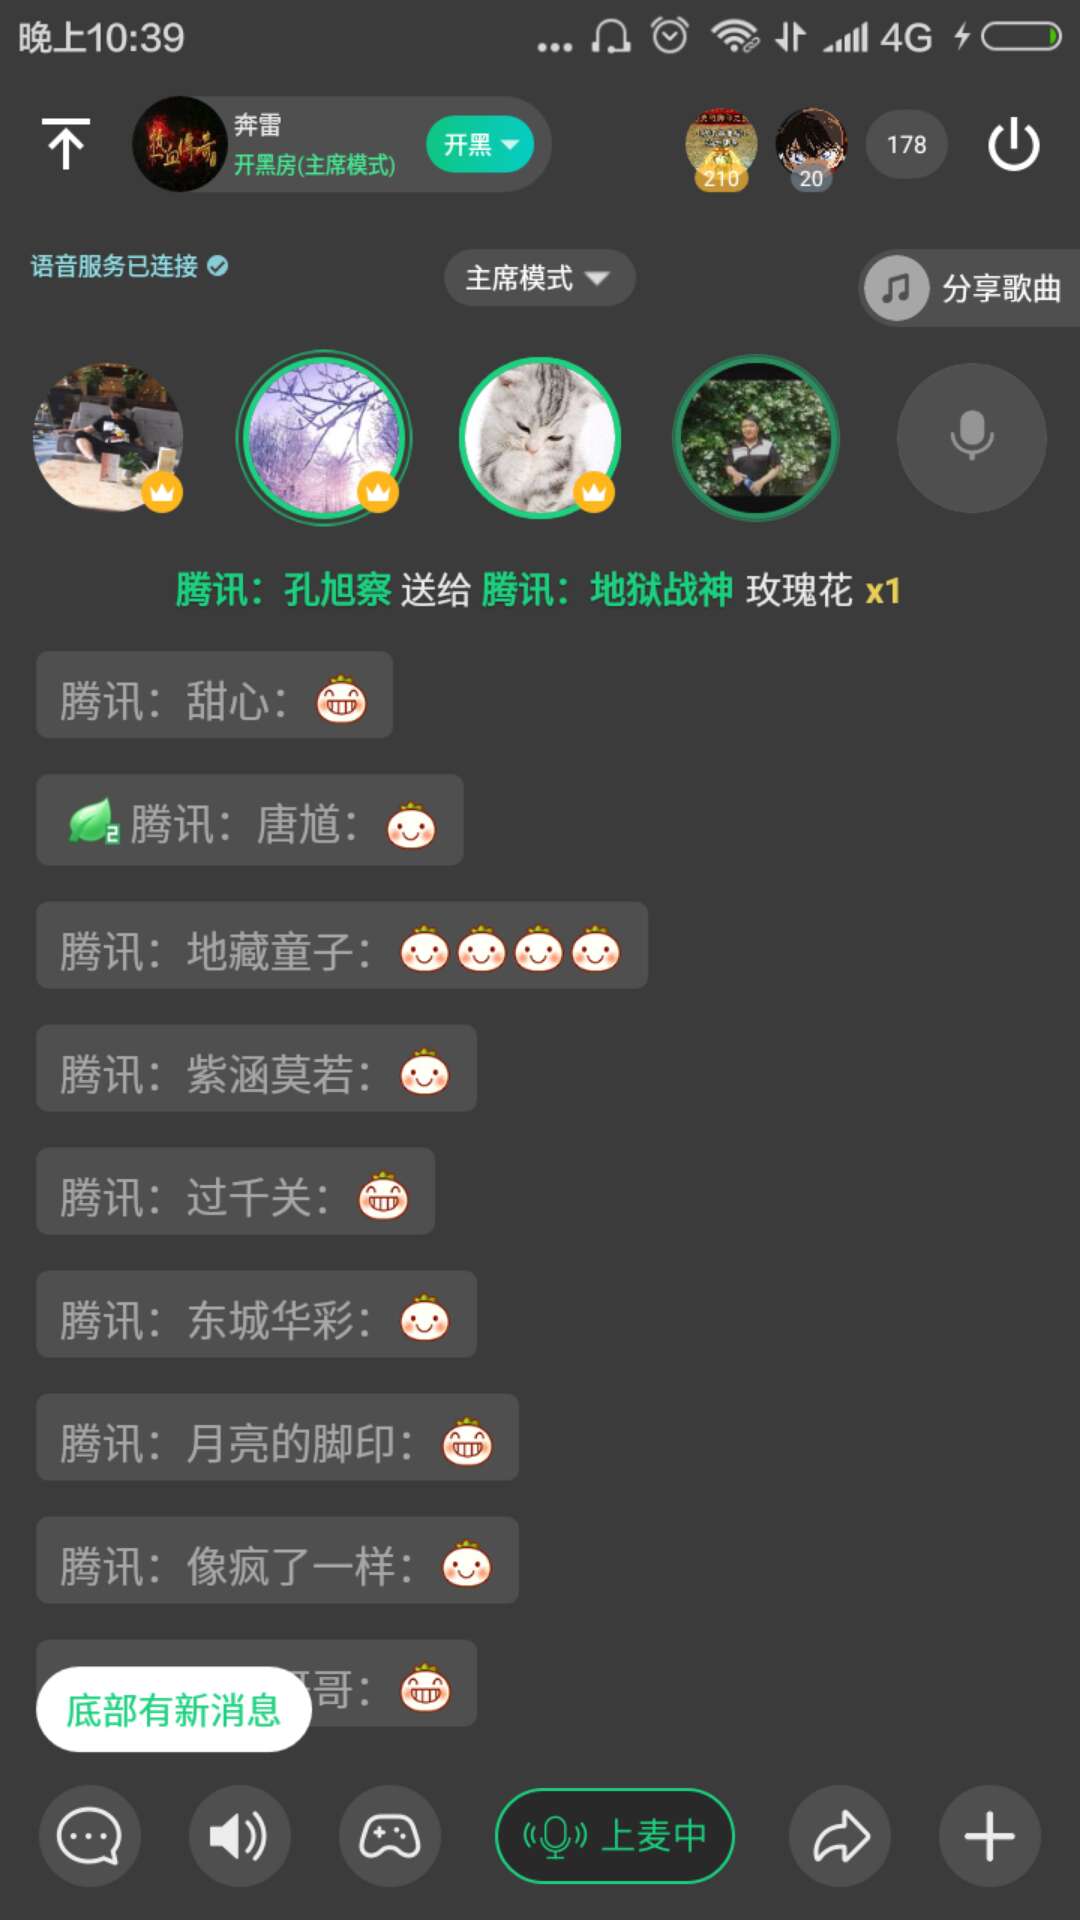 晚上10:39
4G
奔雷
开黑房(主席模式)
开黑
210
20
178
热血传奇
语音服务已连接
主席模式
分享歌曲
腾讯：孔旭察 送给 腾讯：地狱战神 玫瑰花 x1
腾讯：甜心：
2 腾讯：唐馗：
腾讯：地藏童子：
腾讯：紫涵莫若：
腾讯：过千关：
腾讯：东城华彩：
腾讯：月亮的脚印：
腾讯：像疯了一样：
哥：
底部有新消息
上麦中